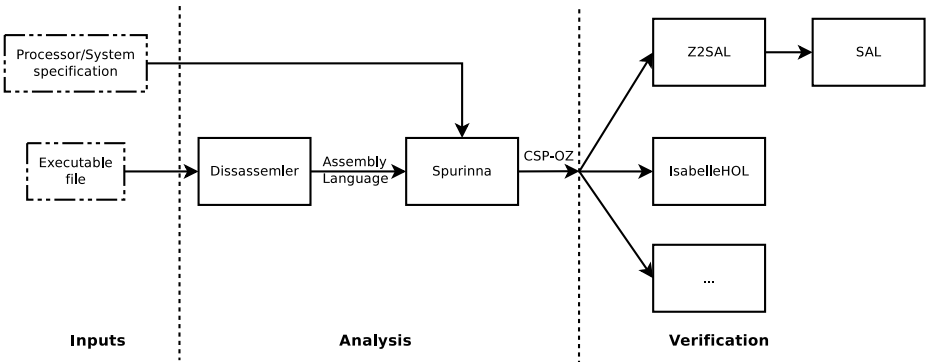 Processor/System
specification
Z2SAL
SAL
Executable
file
Dissassemler
Assembly
Language
Spurinna
CSP-OZ
IsabelleHOL
...
Inputs
Analysis
Verification